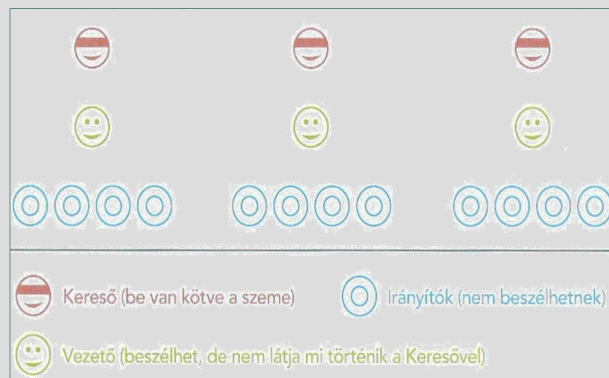 Kereső (be van kötve a szeme)
Irányítók (nem beszélhetnek)
Vezető (beszélhet, de nem látja mi történik a Keresővel)